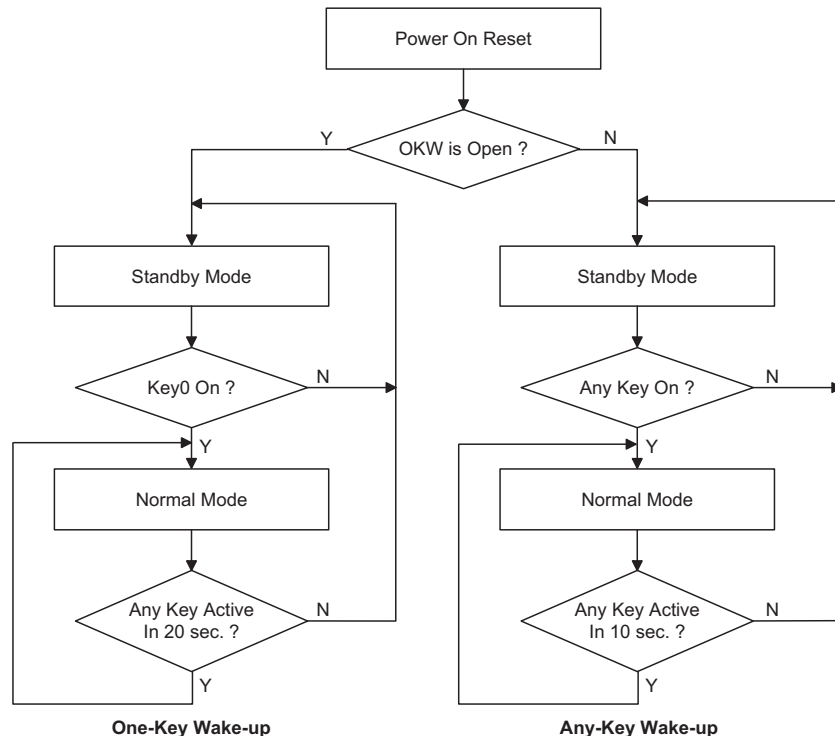 Power On Reset
OKW is Open ?
Y
N
Standby Mode
Key0 On ?
N
Y
Normal Mode
Any Key Active
In 20 sec. ?
N
Y
One-Key Wake-up
Standby Mode
Any Key On ?
N
Y
Normal Mode
Any Key Active
In 10 sec. ?
N
Y
Any-Key Wake-up